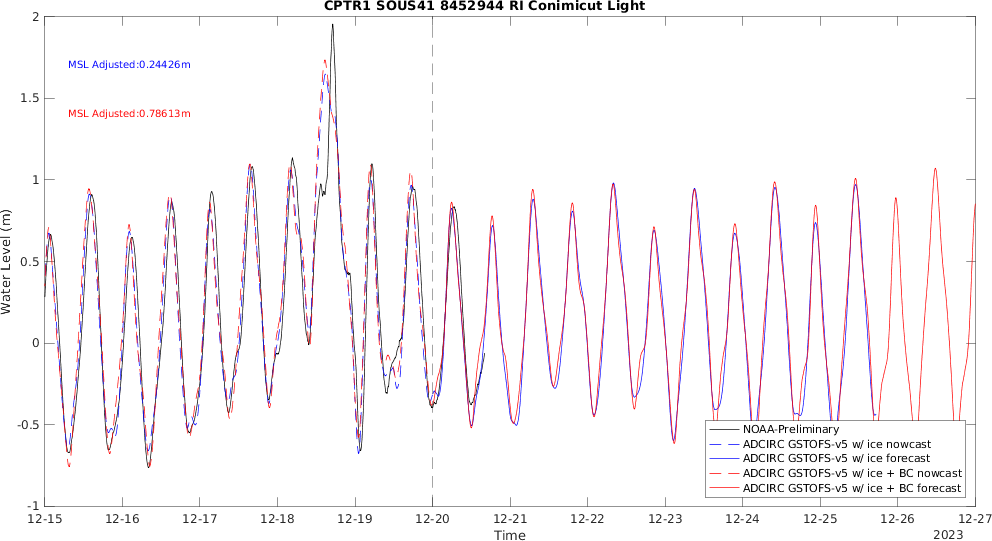 CPTR1 SOUS41 8452944 RI Conimicut Light
MSL Adjusted:0.24426m
MSL Adjusted:0.78613m
Water Level (m)
2
1.5
1
0.5
0
-0.5
-1
12-15
12-16
12-17
12-18
12-19
12-20
12-21
12-22
12-23
12-24
12-25
12-26
12-27
Time
2023
NOAA-Preliminary
ADCIRC GSTOFS-v5 w/ ice nowcast
ADCIRC GSTOFS-v5 w/ ice forecast
ADCIRC GSTOFS-v5 w/ ice + BC nowcast
ADCIRC GSTOFS-v5 w/ ice + BC forecast